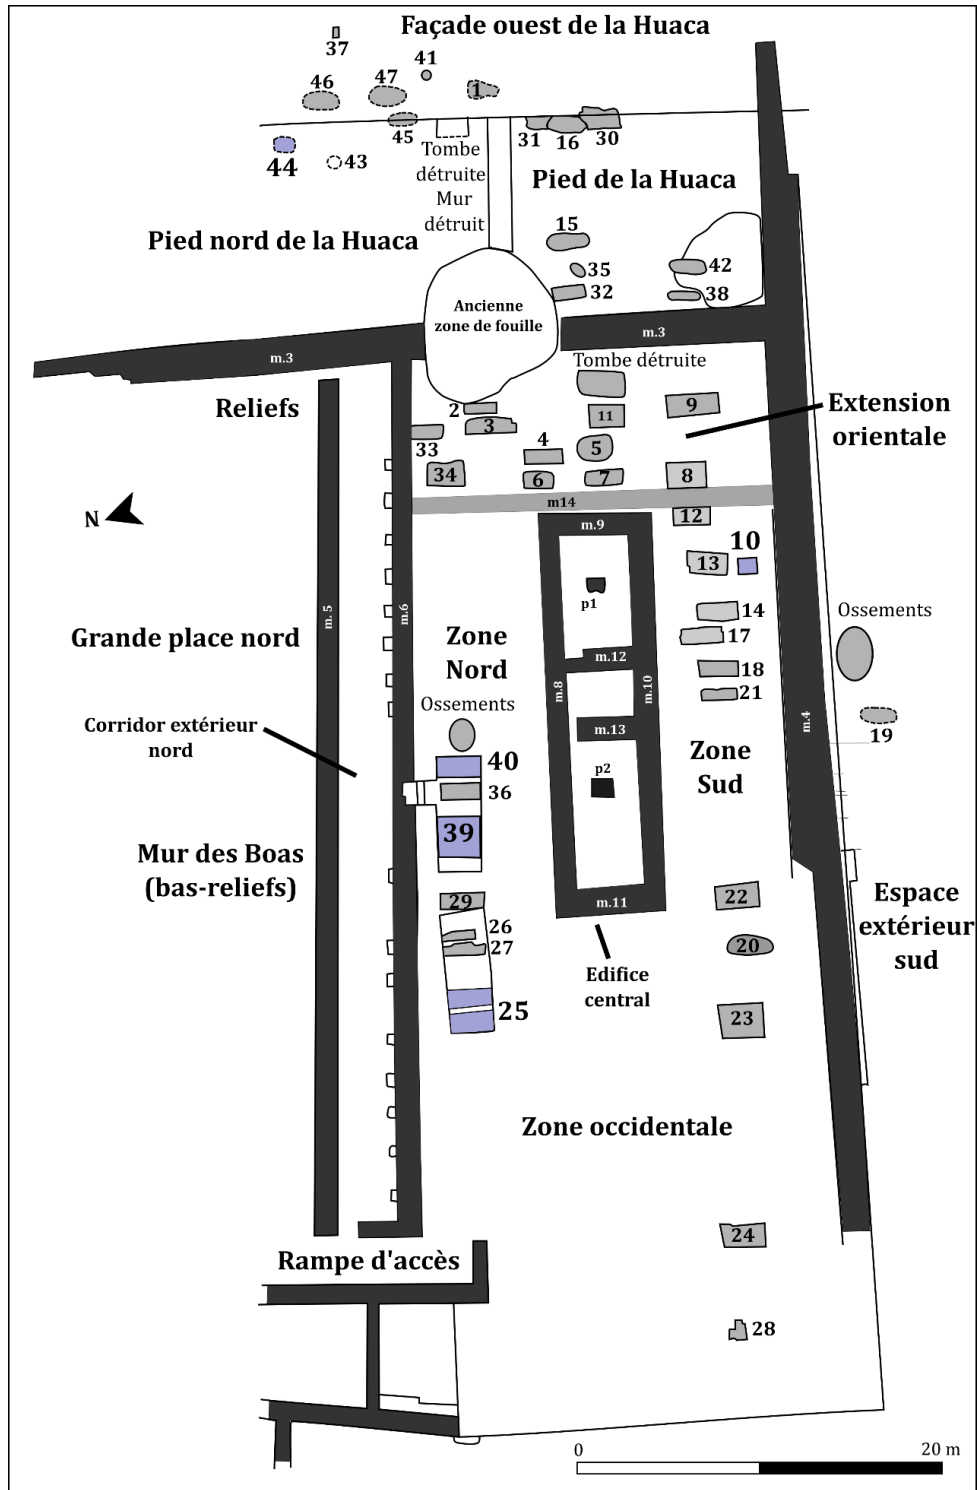 Façade ouest de la Huaca
37
41
46
47
1
45
31
16
30
44
43
Tombe
détruite
Mur
détruit
Pied de la Huaca
Pied nord de la Huaca
15
35
42
32
38
Ancienne
zone de fouille
m.3
m.3
Tombe détruite
Reliefs
2
3
11
9
Extension
orientale
33
4
5
34
6
7
8
m14
12
N
m.9
10
13
p1
14
Ossements
m.5
m.6
Grande place nord
Zone
Nord
17
m.12
18
m.8
m.10
21
Ossements
m.4
19
Corridor extérieur
nord
m.13
Zone
Sud
40
p2
36
39
Mur des Boas
(bas-reliefs)
22
Espace
extérieur
sud
29
m.11
26
27
20
Edifice
central
25
23
Zone occidentale
24
Rampe d'accès
28
0
20 m